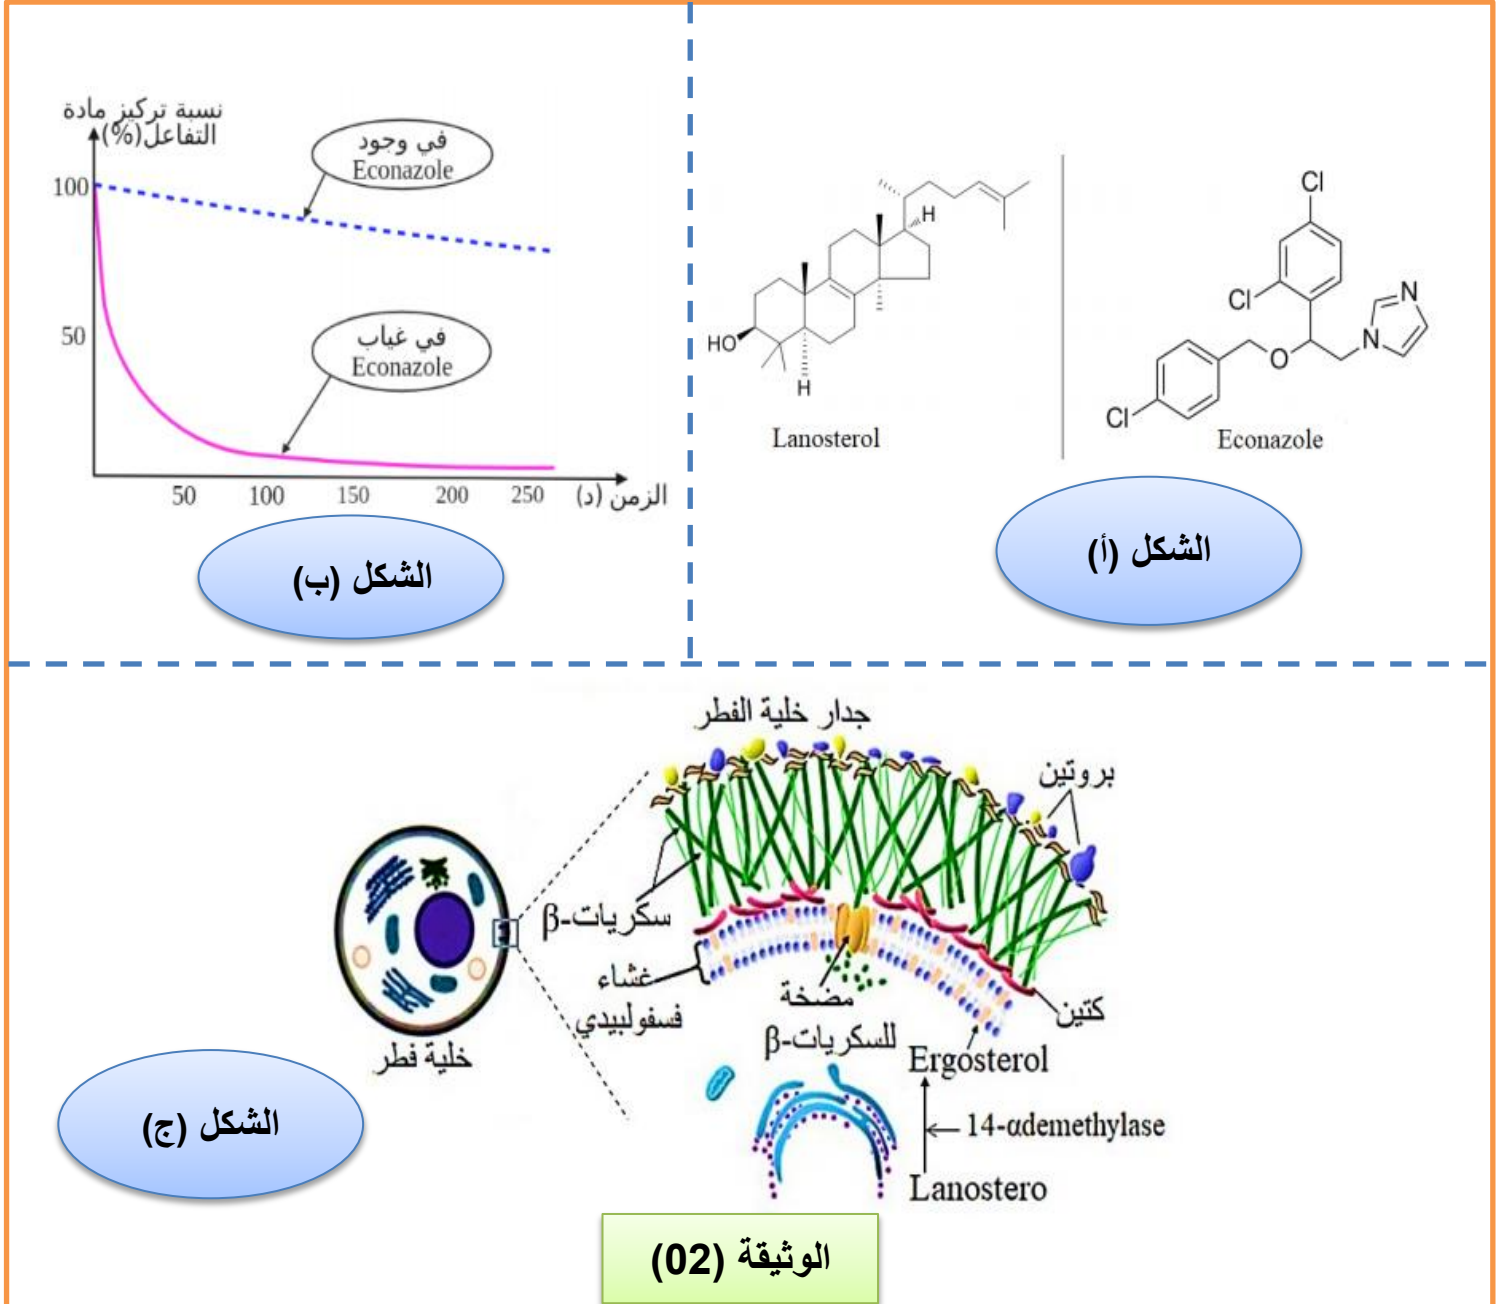 نسبة تركيز مادة
التفاعل(%)
100
50
في وجود
Econazole
في غياب
Econazole
50
100
150
200
250
الزمن (د)
الشكل (ب)
H
HO
H
Lanosterol
Cl
Cl
N
N
O
Cl
Econazole
الشكل (أ)
جدار خلية الفطر
بروتين
سكريات-β
غشاء
فسفولبيدي
مضخة
للسكريات-β
كتين
Ergosterol
14-αdemethylase
Lanostero
خلية فطر
الشكل (ج)
الوثيقة (02)